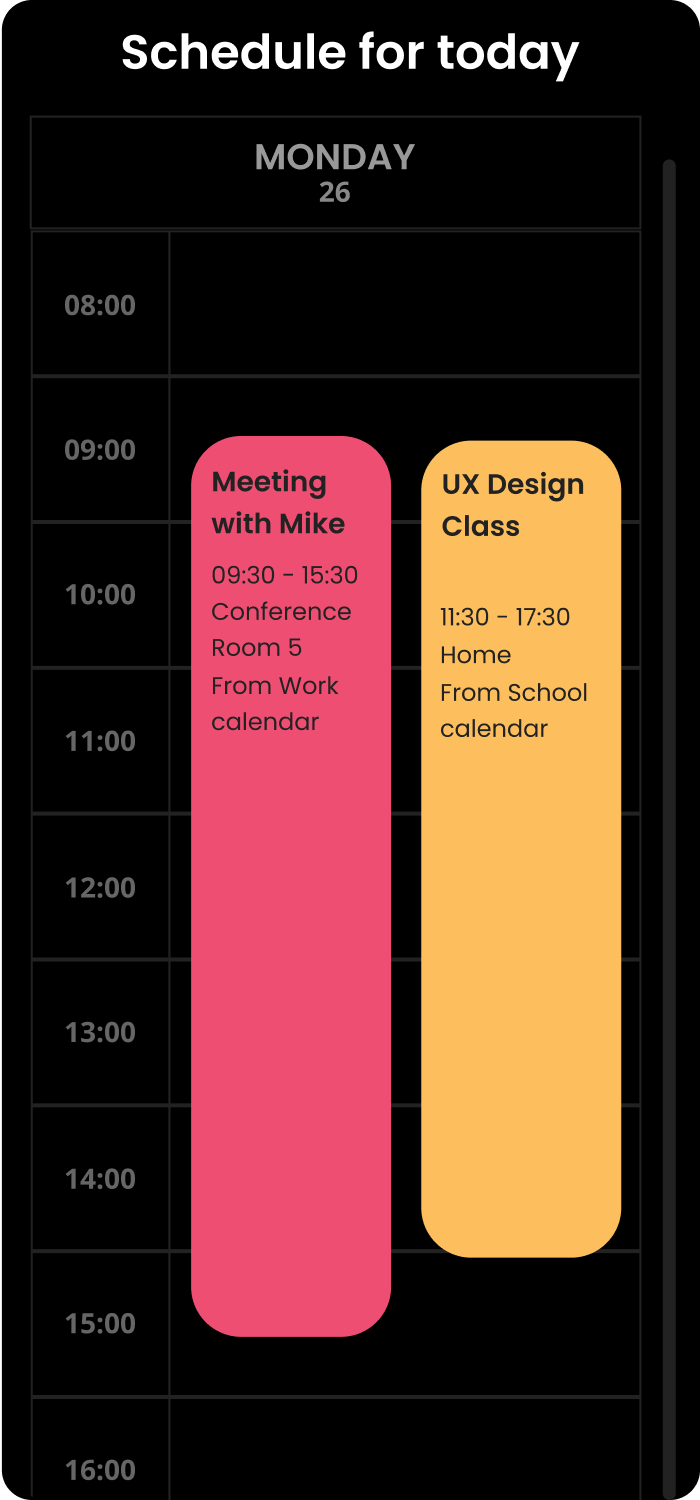 Schedule for today
MONDAY
26
08:00
09:00
10:00
11:00
12:00
13:00
14:00
15:00
16:00
Meeting
with Mike
09:30 - 15:30
Conference
Room 5
From Work
calendar
UX Design
Class
11:30 - 17:30
Home
From School
calendar